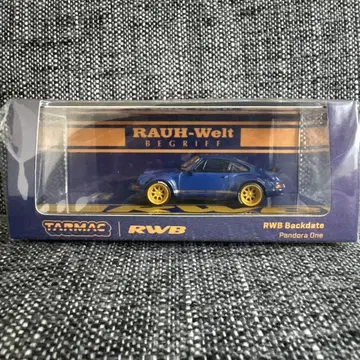 RAUH-Welt
BEGRIFF
TARMAC
RWB
RWB Backdate
Pandora One